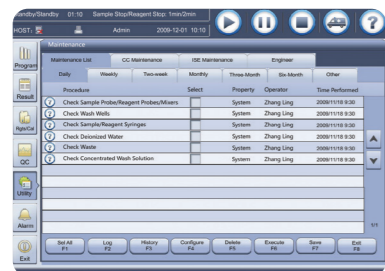 Standby/Standby 01:10 Sample Stop/Reagent Stop: 1min/2min
HOST: Admin 2009-12-01 10:10
Maintenance
Program
Result
Rgts/Cal
QC
Utility
Alarm
Exit
Maintenance List CC Maintenance ISE Maintenance Engineer
Daily Weekly Two-week Monthly Three-Month Six-Month Other
Procedure Select Property Operator Time Performed
Check Sample Probe/Reagent Probes/Mixers System Zhang Ling 2009/11/18 9:30
Check Wash Wells System Zhang Ling 2009/11/18 9:30
Check Sample/Reagent Syringes System Zhang Ling 2009/11/18 9:30
Check Deionized Water System Zhang Ling 2009/11/18 9:30
Check Waste System Zhang Ling 2009/11/18 9:30
Check Concentrated Wash Solution System Zhang Ling 2009/11/18 9:30
1/1
Sel All F1 Log F2 History F3 Configure F4 Delete F5 Execute F6 Save F7 Exit F8